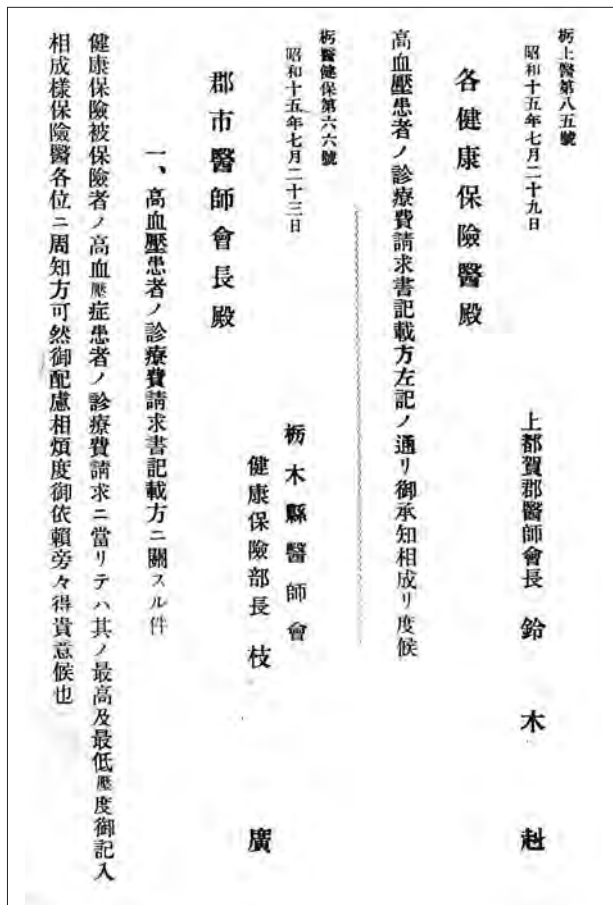 栃上醫第八五號
昭和十五年七月二十九日
上都賀郡醫師會長 鈴木
各健康保險醫殿
高血壓患者ノ診療費請求書記載方左記ノ通リ御承知相成リ度候
栃醫健保第六六號
昭和十五年七月二十三日
栃木縣醫師會
健康保險部長 枝 廣
郡市醫師會長殿
一、高血壓患者ノ診療費請求書記載方ニ關スル件
健康保險被保險者ノ高血壓症患者ノ診療費請求ニ當リテハ其ノ最高及最低壓度御記入
相成樣保險醫各位ニ周知方可然御配慮相煩度御依賴旁々得貴意候也